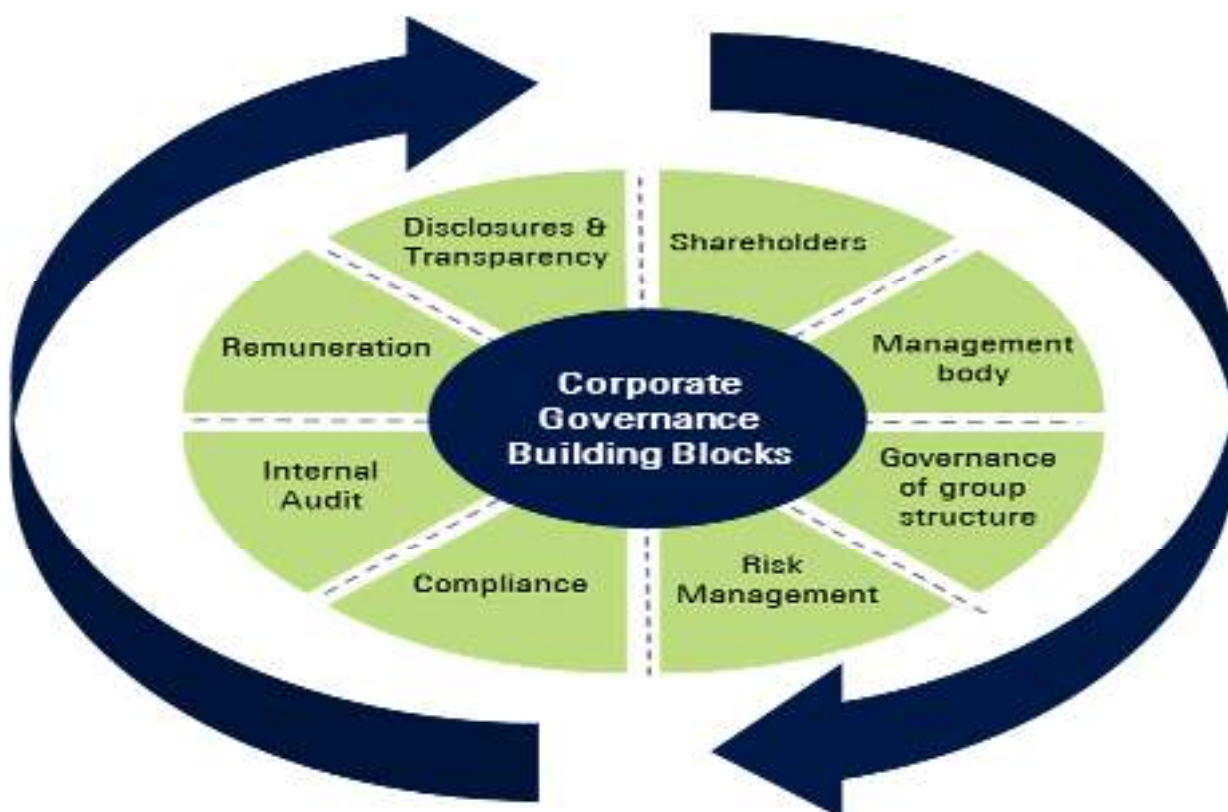 Disclosures &
Transparency
Shareholders
Remuneration
Management
body
Corporate
Governance
Building Blocks
Internal
Audit
Governance
of group
structure
Compliance
Risk
Management